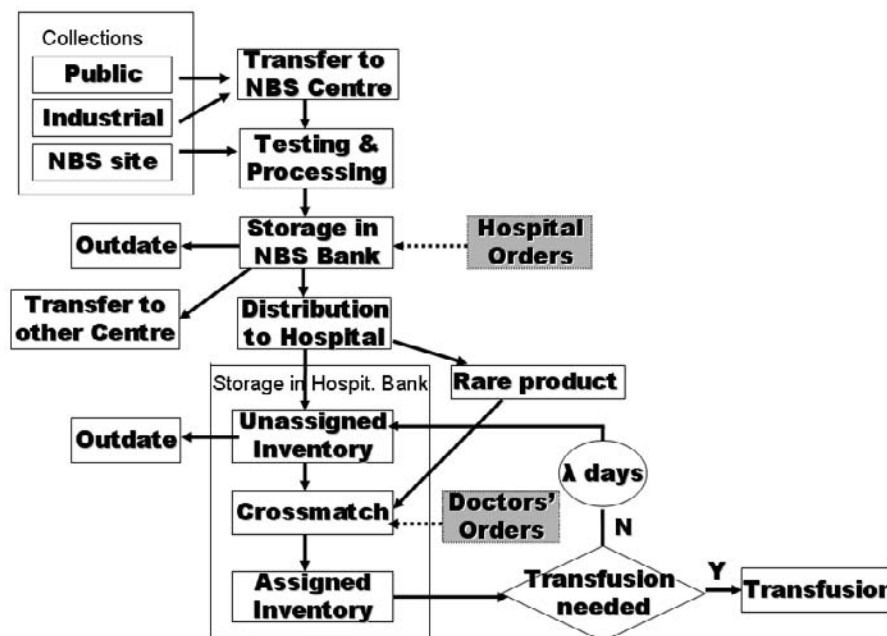 Collections
Public
Industrial
NBS site
Transfer to
NBS Centre
Testing &
Processing
Storage in
NBS Bank
Hospital
Orders
Outdate
Transfer to
other Centre
Distribution
to Hospital
Rare product
Storage in Hospit. Bank
Unassigned
Inventory
Outdate
λ days
Crossmatch
Doctors'
Orders
N
Assigned
Inventory
Transfusion
needed
Y
Transfusion